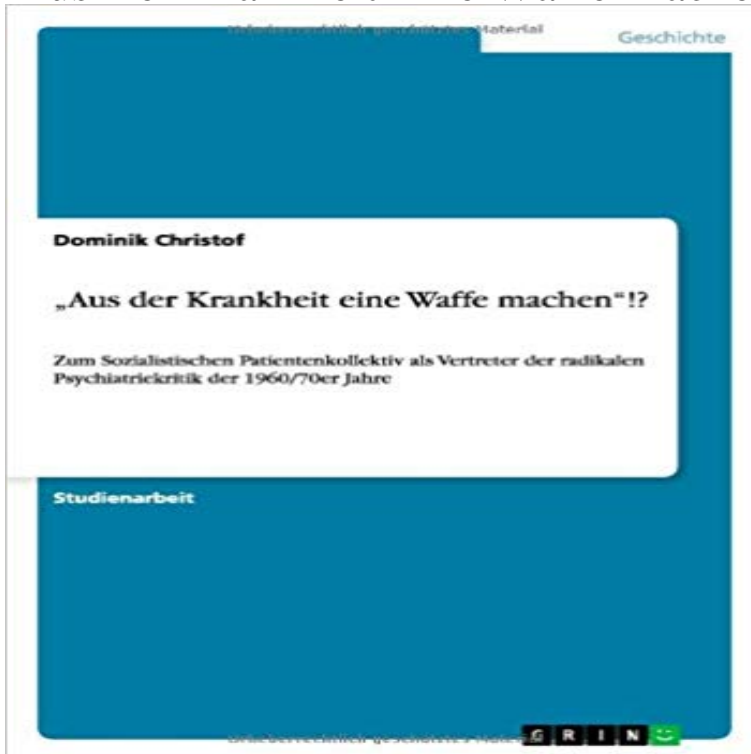 Geschichte
Dominik Christof
„Aus der Krankheit eine Waffe machen“!?
Zum Sozialistischen Patientenkollektiv als Vertreter der radikalen
Psychiatriekritik der 1960/70er Jahre
Studienarbeit
GRIN